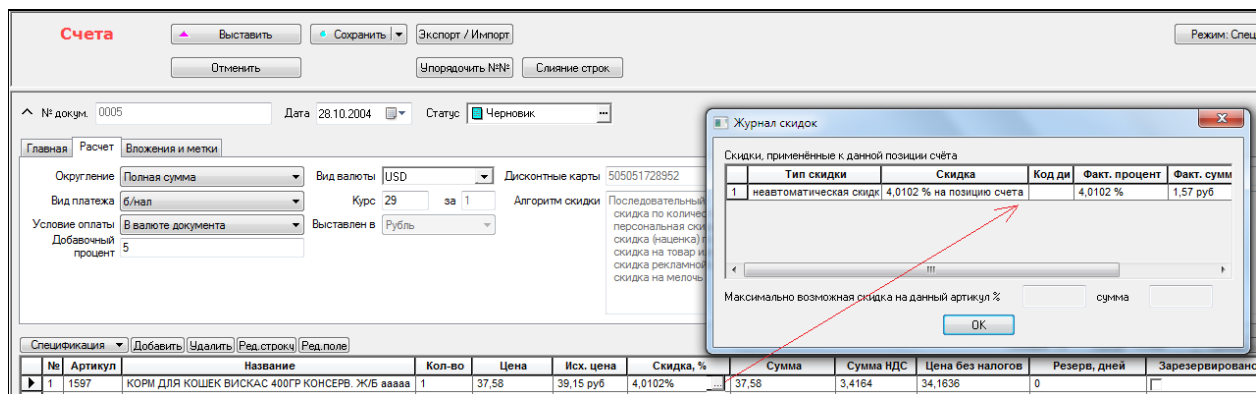 Счета
Выставить
Сохранить
Экспорт / Импорт
Режим: Спец
Отменить
Упорядочить №№
Слияние строк
№ докум. 0005
Дата 28.10.2004
Статус Черновик ...
Главная Расчет Вложения и метки
Округление Полная сумма
Вид валюты USD
Дисконтные карты 505051728952
Вид платежа б/нал
Курс 29 за 1
Алгоритм скидки Последовательный
скидка по количес
персональная ски
скидка (наценка) п
скидка на товар и
скидка рекламной
скидка на мелочь
Условие оплаты В валюте документа
Выставлен в Рубль
Добавочный процент 5
Журнал скидок
Скидки, применённые к данной позиции счёта
Тип скидки Скидка Код ди Факт. процент Факт. сумм
1 неавтоматическая скидк 4,0102 % на позицию счета 4,0102 % 1,57 руб
Максимально возможная скидка на данный артикул % сумма
OK
Спецификация Добавить Удалить Ред.строку Ред.поле
№ Артикул Название Кол-во Цена Исх. цена Скидка, % Сумма Сумма НДС Цена без налогов Резерв, дней Зарезервировано
1 1597 КОРМ ДЛЯ КОШЕК ВИСКАС 400ГР КОНСЕРВ. Ж/Б ааааа 1 37,58 39,15 руб 4,0102% ... 37,58 3,4164 34,1636 0